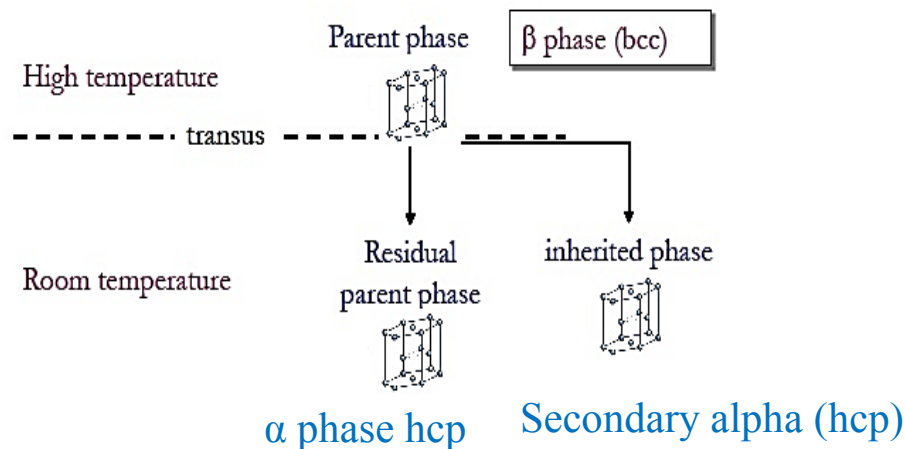 Parent phase
β phase (bcc)
High temperature
transus
Residual
parent phase
inherited phase
Room temperature
α phase hcp
Secondary alpha (hcp)